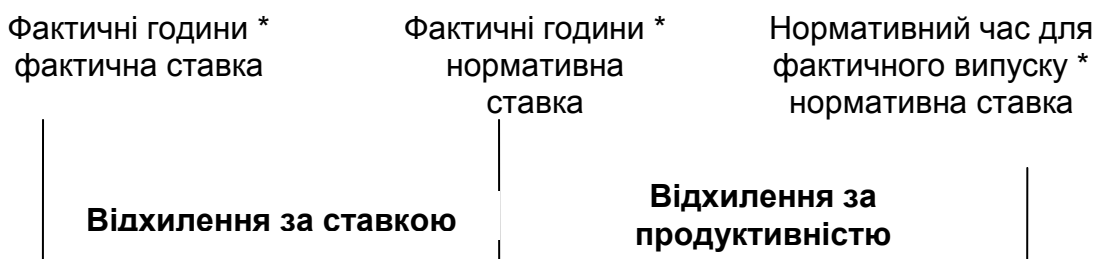 Фактичні години *
фактична ставка
Фактичні години *
нормативна
ставка
Нормативний час для
фактичного випуску *
нормативна ставка
Відхилення за ставкою
Відхилення за
продуктивністю